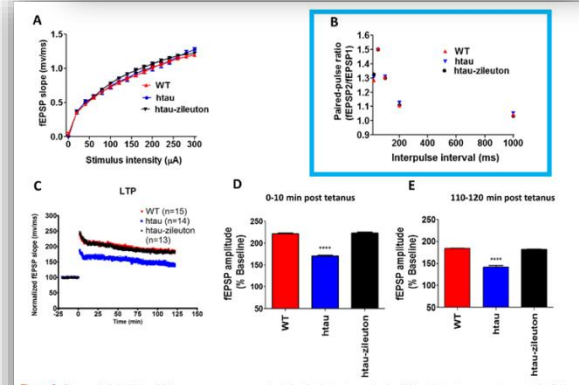 A
fEPSP slope (mv/ms)
1.5
1.0
0.5
0.0
0 60 120 180 240 300
Stimulus intensity (µA)
WT
htau
htau-zileuton
B
Paired-pulse ratio
(fEPSP2/fEPSP1)
1.6
1.5
1.4
1.3
1.2
1.1
1.0
0.9
0 200 400 600 800 1000
Interpulse interval (ms)
WT
htau
htau-zileuton
C
LTP
Normalized fEPSP slope (mv/ms)
350
300
250
200
150
100
50
0
-25 0 25 50 75 100 125 150
Time (min)
WT (n=15)
htau (n=14)
htau-zileuton
(n=13)
D
0-10 min post tetanus
fEPSP amplitude
(% Baseline)
250
200
150
100
50
****
WT
htau
htau-zileuton
E
110-120 min post tetanus
fEPSP amplitude
(% Baseline)
250
200
150
100
50
****
WT
htau
htau-zileuton